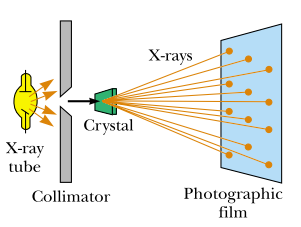 X-rays
Crystal
X-ray
tube
Collimator
Photographic
film